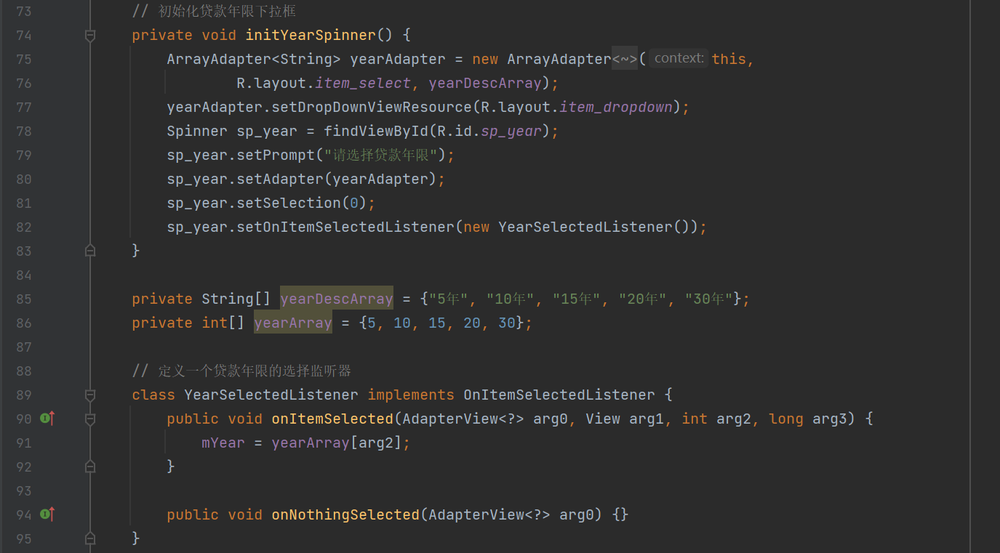 73 // 初始化贷款年限下拉框
74 private void initYearSpinner() {
75 ArrayAdapter<String> yearAdapter = new ArrayAdapter<~>( context: this,
76 R.layout.item_select, yearDescArray);
77 yearAdapter.setDropDownViewResource(R.layout.item_dropdown);
78 Spinner sp_year = findViewById(R.id.sp_year);
79 sp_year.setPrompt("请选择贷款年限");
80 sp_year.setAdapter(yearAdapter);
81 sp_year.setSelection(0);
82 sp_year.setOnItemSelectedListener(new YearSelectedListener());
83 }
84
85 private String[] yearDescArray = {"5年", "10年", "15年", "20年", "30年"};
86 private int[] yearArray = {5, 10, 15, 20, 30};
87
88 // 定义一个贷款年限的选择监听器
89 class YearSelectedListener implements OnItemSelectedListener {
90 public void onItemSelected(AdapterView<?> arg0, View arg1, int arg2, long arg3) {
91 mYear = yearArray[arg2];
92 }
93
94 public void onNothingSelected(AdapterView<?> arg0) {}
95 }